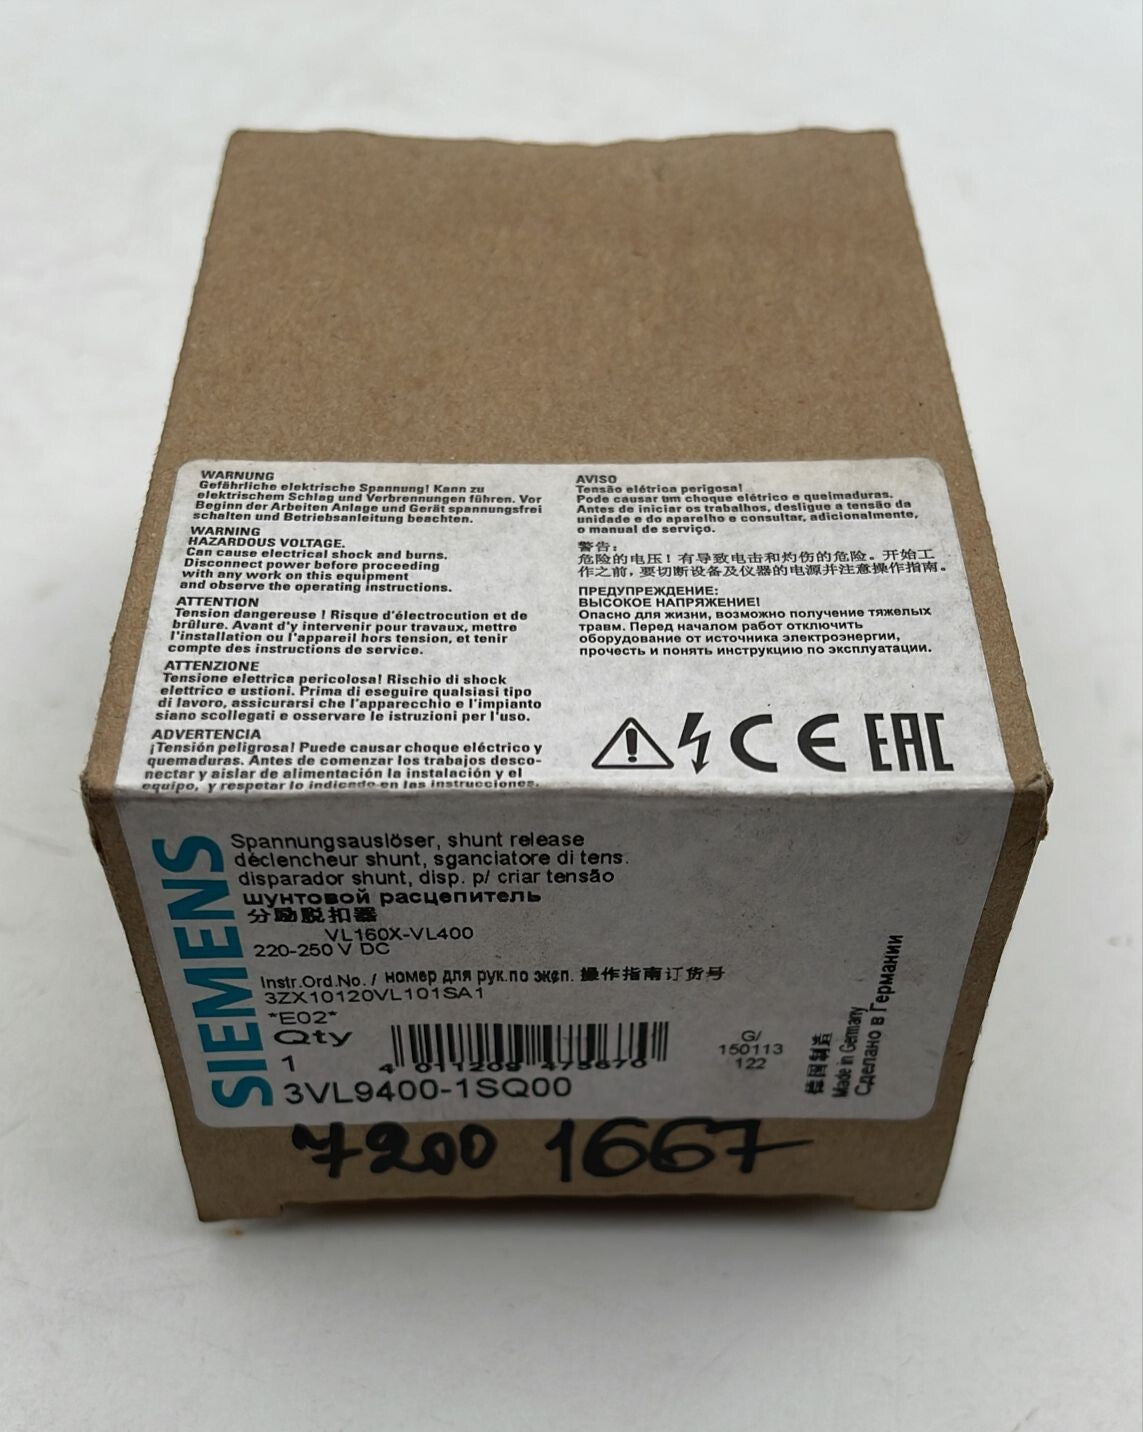 WARNUNG
Gefährliche elektrische Spannung! Kann zu
elektrischem Schlag und Verbrennungen führen. Vor
Beginn der Arbeiten Anlage und Gerät spannungsfrei
schalten und Betriebsanleitung beachten.
WARNING
HAZARDOUS VOLTAGE.
Can cause electrical shock and burns.
Disconnect power before proceeding
with any work on this equipment
and observe the operating instructions.
ATTENTION
Tension dangereuse ! Risque d'électrocution et de
brûlure. Avant d'y intervenir pour travaux, mettre
l'installation ou l'appareil hors tension, et tenir
compte des instructions de service.
ATTENZIONE
Tensione elettrica pericolosa! Rischio di shock
elettrico e ustioni. Prima di eseguire qualsiasi tipo
di lavoro, assicurarsi che l'apparecchio e l'impianto
siano scollegati e osservare le istruzioni per l'uso.
ADVERTENCIA
¡Tensión peligrosa! Puede causar choque eléctrico y
quemaduras. Antes de comenzar los trabajos desco-
nectar y aislar de alimentación la instalación y el
equipo, y respetar lo indicado en las instrucciones.
AVISO
Tensão elétrica perigosa!
Pode causar um choque elétrico e queimaduras.
Antes de iniciar os trabalhos, desligue a tensão da
unidade e do aparelho e consultar, adicionalmente,
o manual de serviço.
警告：
危险的电压！有导致电击和灼伤的危险。开始工
作之前，要切断设备及仪器的电源并注意操作指南。
ПРЕДУПРЕЖДЕНИЕ:
ВЫСОКОЕ НАПРЯЖЕНИЕ!
Опасно для жизни, возможно получение тяжелых
травм. Перед началом работ отключить
оборудование от источника электроэнергии,
прочесть и понять инструкцию по эксплуатации.
CE EAC
SIEMENS
Spannungsauslöser, shunt release
déclencheur shunt, sganciatore di tens.
disparador shunt, disp. p/ criar tensão
шунтовой расцепитель
分励脱扣器
VL160X-VL400
220-250 V DC
Instr.Ord.No. / номер для рук.по эксп. 操作指南订货号
3ZX10120VL101SA1
*E02*
Qty
1
4 011209 475670
3VL9400-1SQ00
G/
150113
122
德国制造
Made in Germany
Сделано в Германии
7200 1667